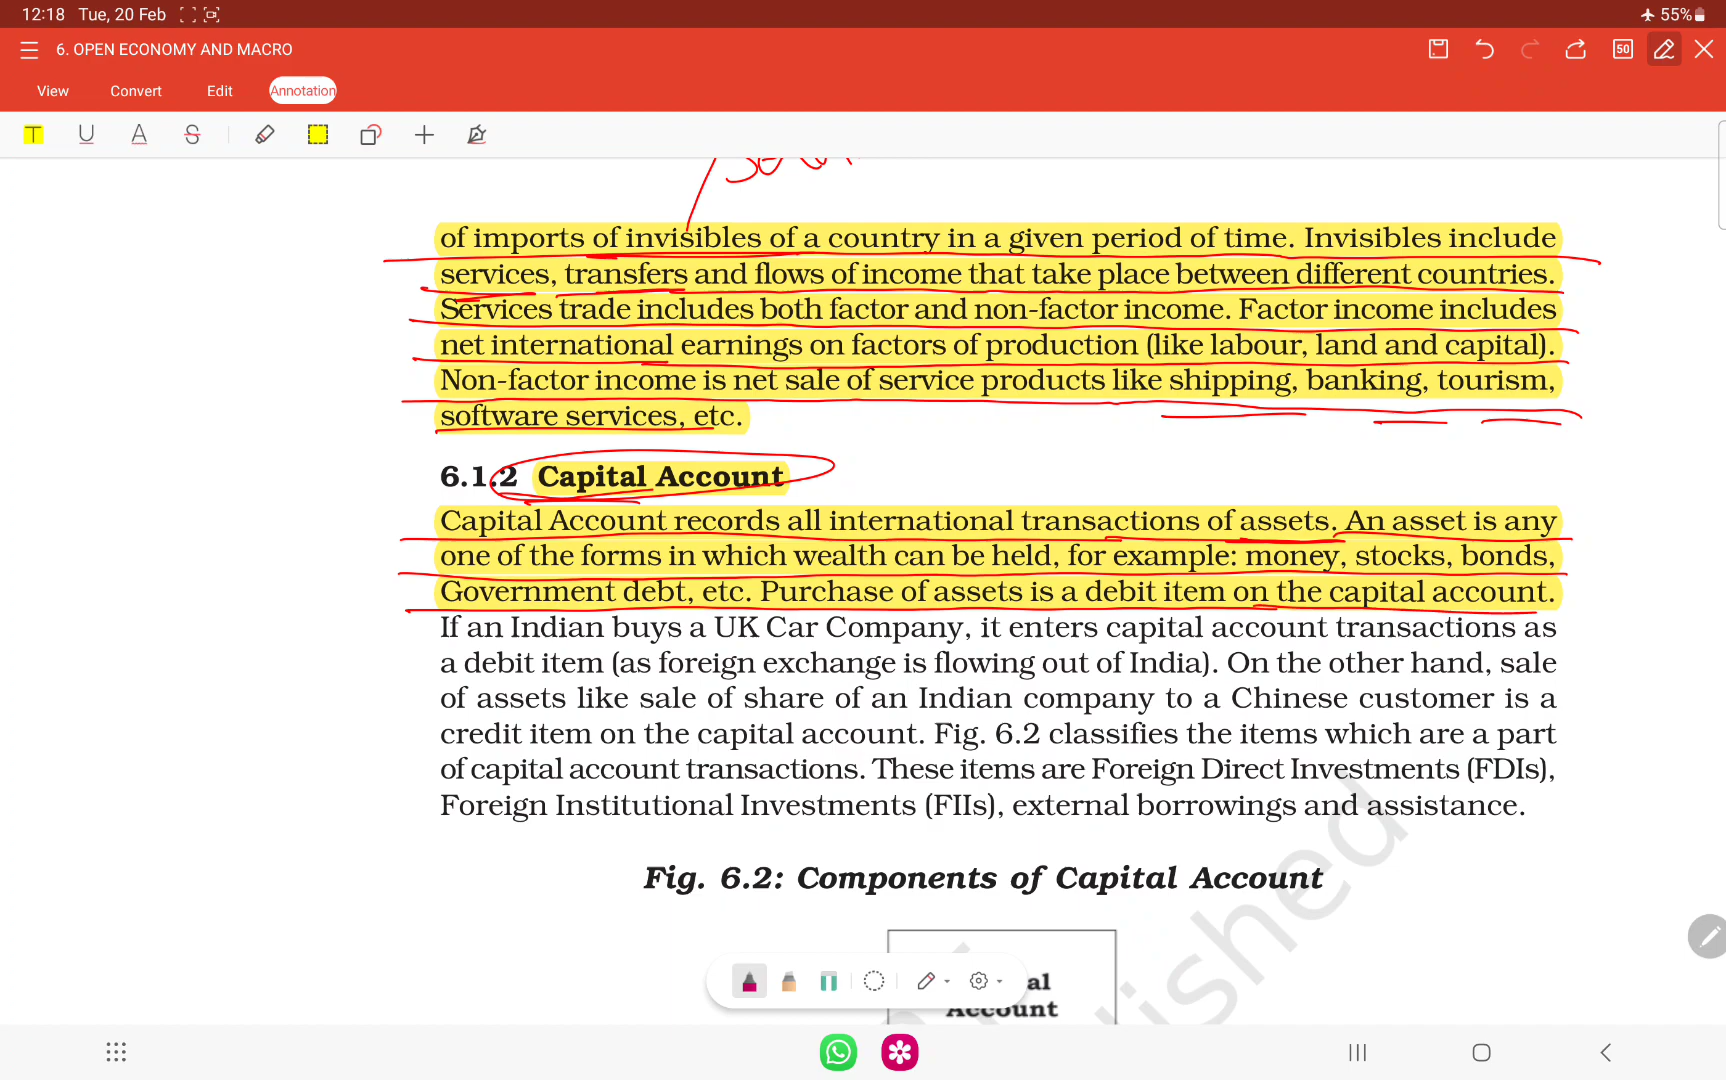 12:18 Tue, 20 Feb 55%
6. OPEN ECONOMY AND MACRO 50
View Convert Edit Annotation
of imports of invisibles of a country in a given period of time. Invisibles include
services, transfers and flows of income that take place between different countries.
Services trade includes both factor and non-factor income. Factor income includes
net international earnings on factors of production (like labour, land and capital).
Non-factor income is net sale of service products like shipping, banking, tourism,
software services, etc.
6.1.2 Capital Account
Capital Account records all international transactions of assets. An asset is any
one of the forms in which wealth can be held, for example: money, stocks, bonds,
Government debt, etc. Purchase of assets is a debit item on the capital account.
If an Indian buys a UK Car Company, it enters capital account transactions as
a debit item (as foreign exchange is flowing out of India). On the other hand, sale
of assets like sale of share of an Indian company to a Chinese customer is a
credit item on the capital account. Fig. 6.2 classifies the items which are a part
of capital account transactions. These items are Foreign Direct Investments (FDIs),
Foreign Institutional Investments (FIIs), external borrowings and assistance.
Fig. 6.2: Components of Capital Account
al
Account